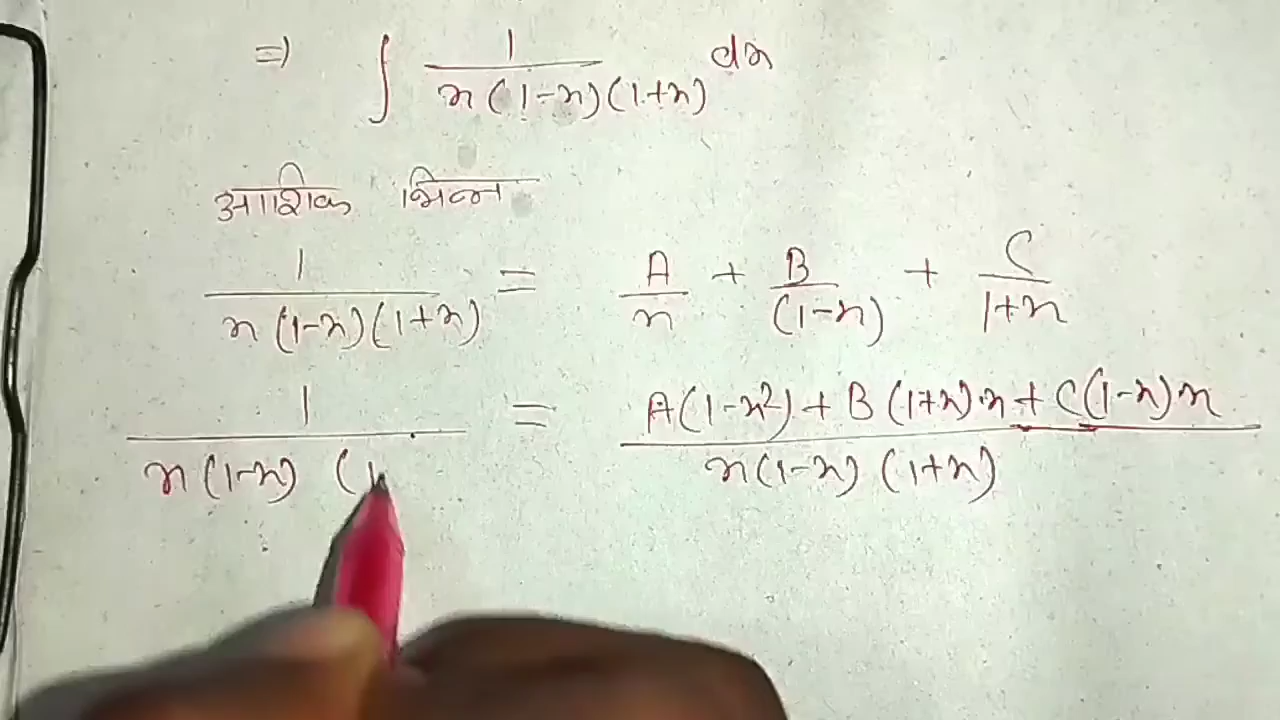 =) ∫ 1/(x(1-x)(1+x)) dx
आंशिक भिन्न
1/(x(1-x)(1+x)) = A/x + B/(1-x) + C/(1+x)
1/(x(1-x) (1 = (A(1-x²)+B(1+x)·x+C(1-x)x)/(x(1-x)(1+x))